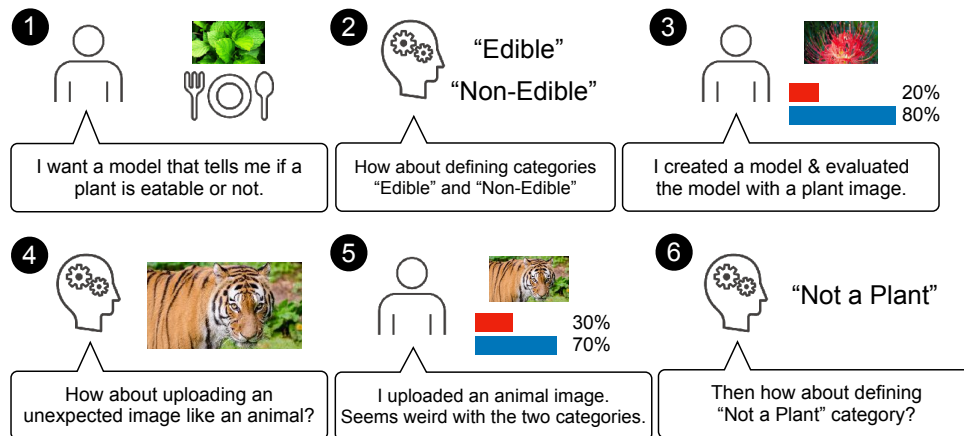 1
I want a model that tells me if a
plant is eatable or not.
2
“Edible”
“Non-Edible”
How about defining categories
“Edible” and “Non-Edible”
3
20%
80%
I created a model & evaluated
the model with a plant image.
4
How about uploading an
unexpected image like an animal?
5
30%
70%
I uploaded an animal image.
Seems weird with the two categories.
6
“Not a Plant”
Then how about defining
“Not a Plant” category?